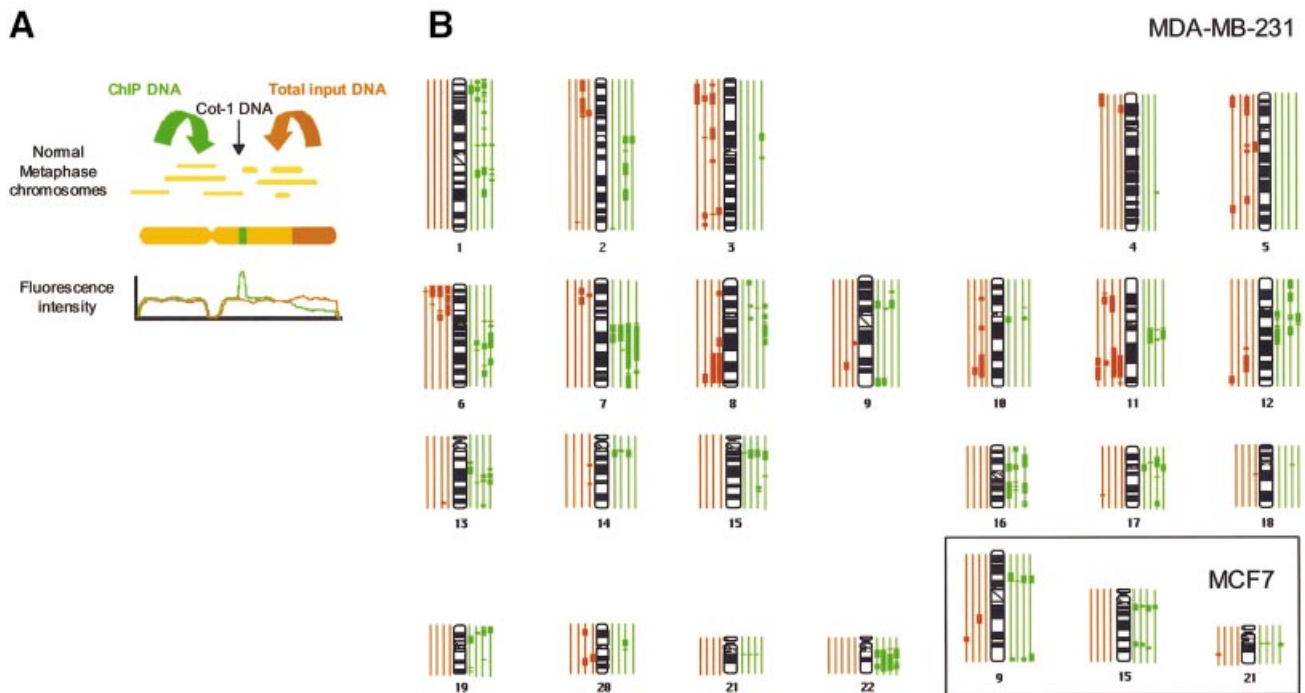 A
B
MDA-MB-231
ChIP DNA
Total input DNA
Cot-1 DNA
Normal
Metaphase
chromosomes
Fluorescence
intensity
1
2
3
4
5
6
7
8
9
10
11
12
13
14
15
16
17
18
MCF7
19
20
21
22
9
15
21